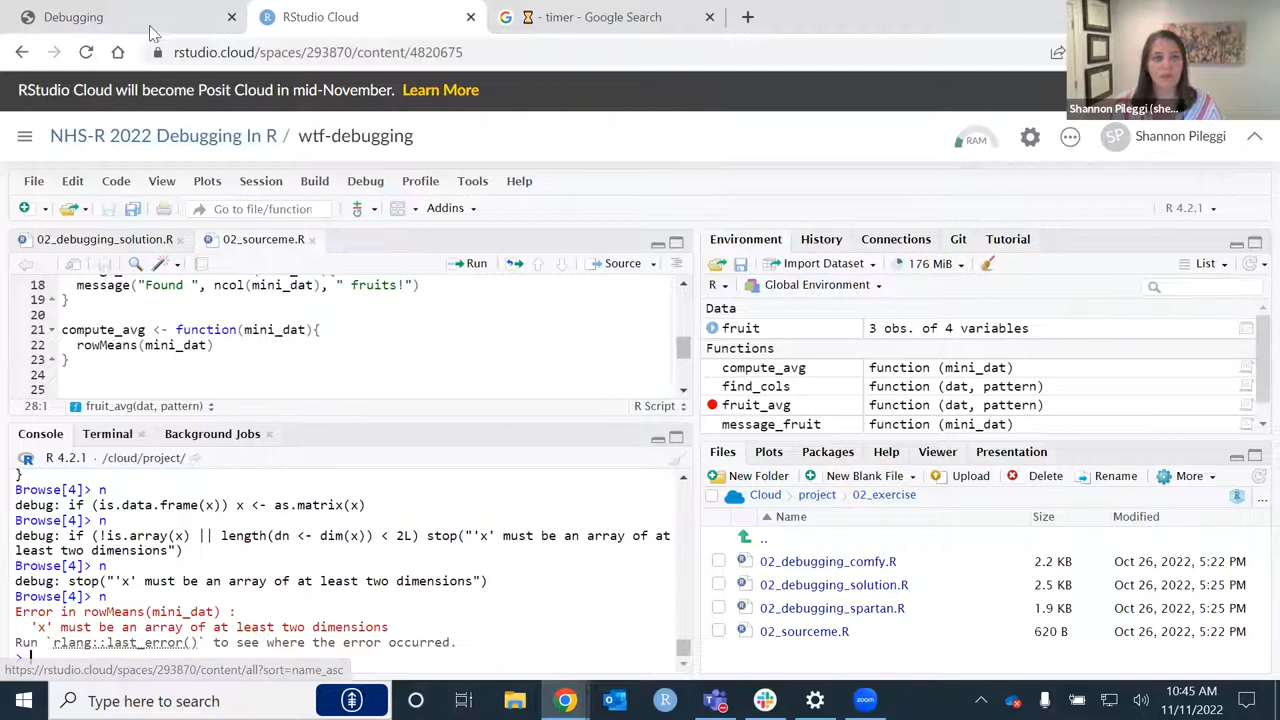 Debugging
RStudio Cloud
- timer - Google Search
rstudio.cloud/spaces/293870/content/4820675
RStudio Cloud will become Posit Cloud in mid-November. Learn More
Shannon Pileggi (she...
NHS-R 2022 Debugging In R / wtf-debugging
RAM
SP
Shannon Pileggi
File Edit Code View Plots Session Build Debug Profile Tools Help
Go to file/function
Addins
R 4.2.1
02_debugging_solution.R
02_sourceme.R
Run
Source
18 message("Found ", ncol(mini_dat), " fruits!")
19 }
20
21 compute_avg <- function(mini_dat){
22 rowMeans(mini_dat)
23 }
24
25
28:1 fruit_avg(dat, pattern) R Script
Console Terminal Background Jobs
R 4.2.1 · /cloud/project/
}
Browse[4]> n
debug: if (is.data.frame(x)) x <- as.matrix(x)
Browse[4]> n
debug: if (!is.array(x) || length(dn <- dim(x)) < 2L) stop("'x' must be an array of at
least two dimensions")
Browse[4]> n
debug: stop("'x' must be an array of at least two dimensions")
Browse[4]> n
Error in rowMeans(mini_dat) :
'x' must be an array of at least two dimensions
Run `rlang::last_error()` to see where the error occurred.
>
https://rstudio.cloud/spaces/293870/content/all?sort=name_asc
Environment History Connections Git Tutorial
Import Dataset 176 MiB List
R Global Environment
Data
fruit 3 obs. of 4 variables
Functions
compute_avg function (mini_dat)
find_cols function (dat, pattern)
fruit_avg function (dat, pattern)
message_fruit function (mini_dat)
Files Plots Packages Help Viewer Presentation
New Folder New Blank File Upload Delete Rename More
Cloud project 02_exercise
Name Size Modified
..
02_debugging_comfy.R 2.2 KB Oct 26, 2022, 5:22 PM
02_debugging_solution.R 2.5 KB Oct 26, 2022, 5:25 PM
02_debugging_spartan.R 1.9 KB Oct 26, 2022, 5:22 PM
02_sourceme.R 620 B Oct 26, 2022, 5:22 PM
Type here to search
zoom
10:45 AM
11/11/2022